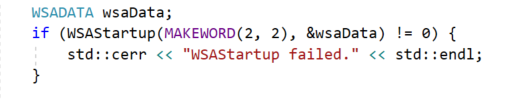 WSADATA wsaData;
if (WSAStartup(MAKEWORD(2, 2), &wsaData) != 0) {
    std::cerr << "WSAStartup failed." << std::endl;
}